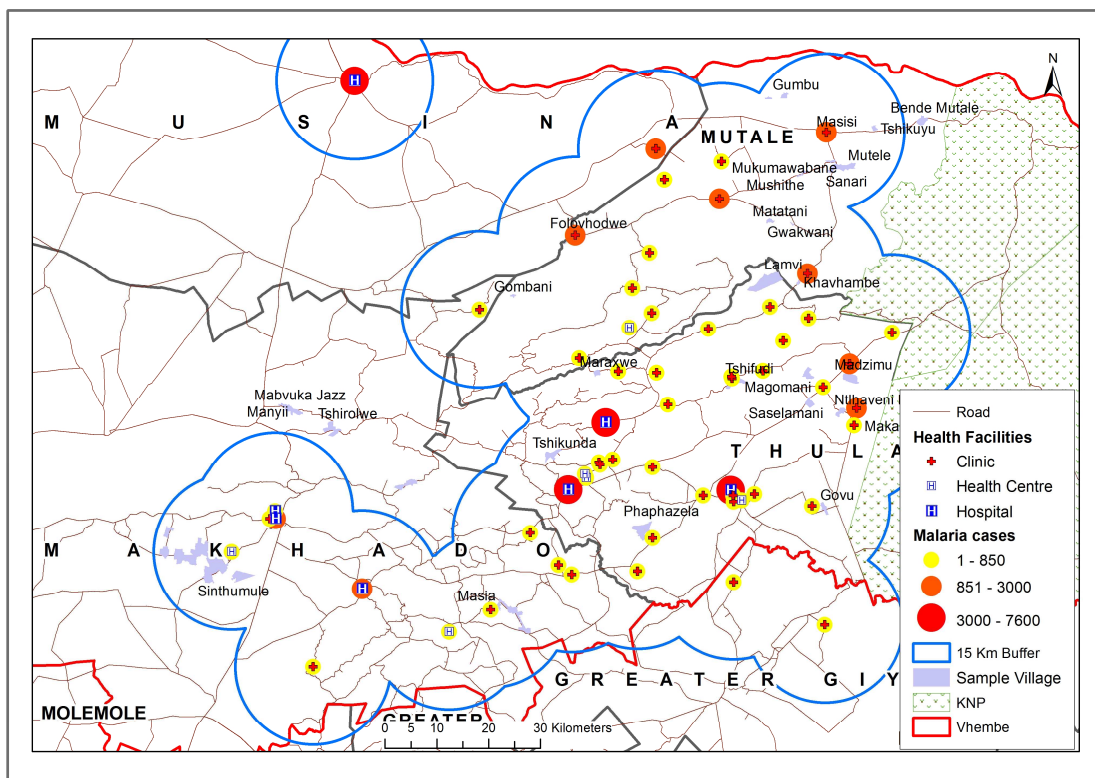 N
Gumbu
Bende Mutale
M U S I N A
Masisi
Tshikuyu
MUTALE
Mutele
Mukumawabane
Mushithe
Sanari
Matatani
Folovhodwe
Gwakwani
Lamvi
Khavhambe
Gombani
Maraxwe
Tshifudi
Madzimu
Magomani
Mabvuka Jazz
Manyii
Tshirolwe
Saselamani
Ntlhaveni
Maka
Tshikunda
T H U L A
Govu
Phaphazela
M A K H A D O
Sinthumule
Masia
G R E A T E R G I Y
MOLEMOLE
GREATER
0 5 10 20 30 Kilometers
Road
Health Facilities
Clinic
H Health Centre
H Hospital
Malaria cases
1 - 850
851 - 3000
3000 - 7600
15 Km Buffer
Sample Village
KNP
Vhembe